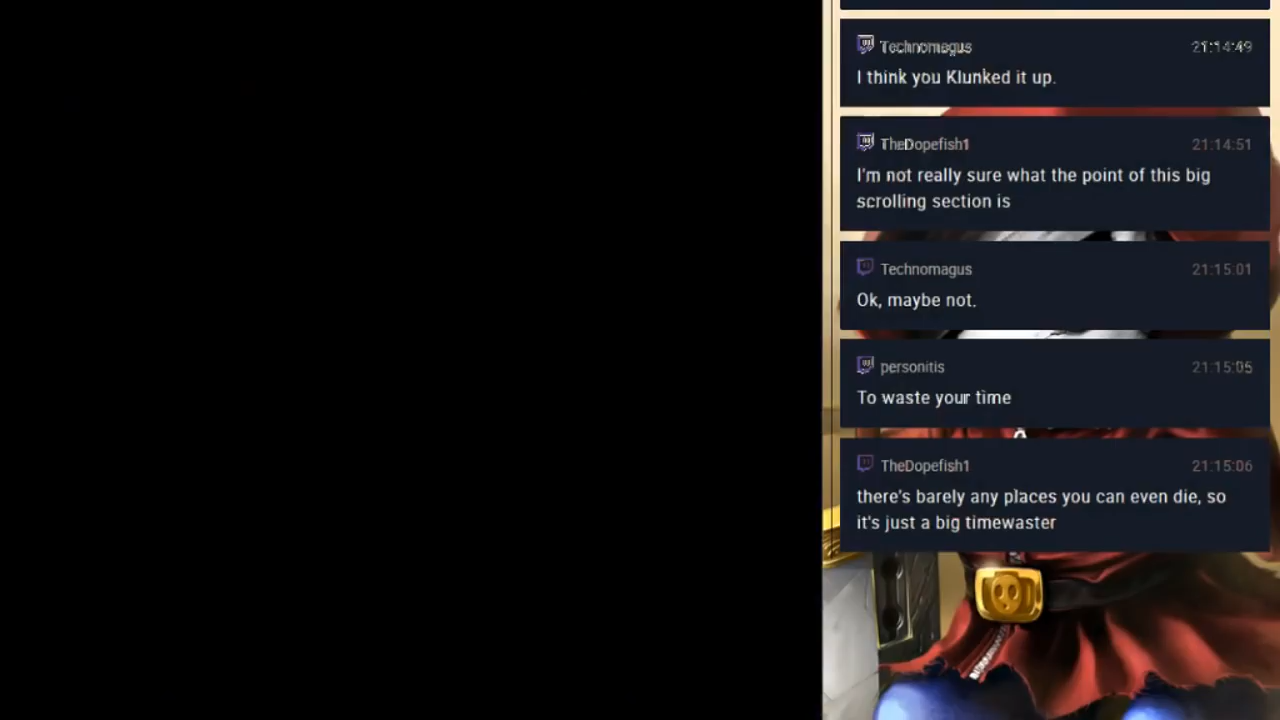 Technomagus 21:14:49
I think you Klunked it up.
TheDopefish1 21:14:51
I'm not really sure what the point of this big
scrolling section is
Technomagus 21:15:01
Ok, maybe not.
personitis 21:15:05
To waste your time
TheDopefish1 21:15:06
there's barely any places you can even die, so
it's just a big timewaster